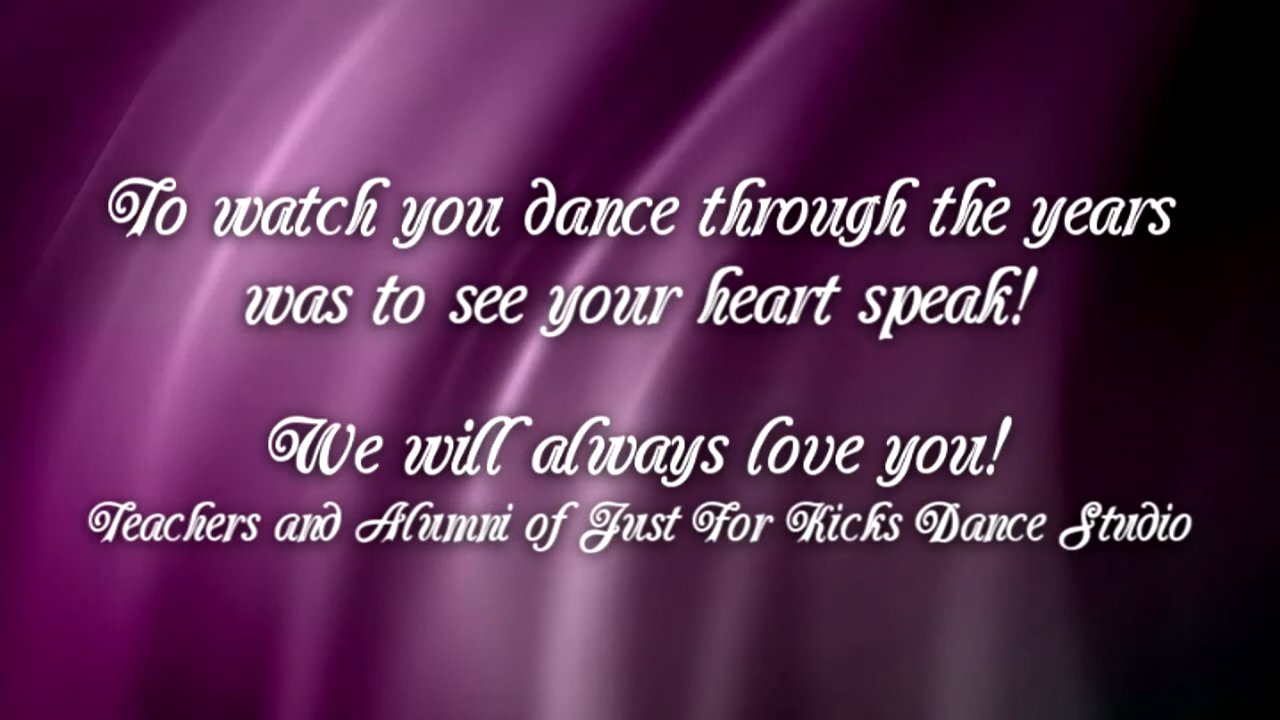 To watch you dance through the years
was to see your heart speak!
We will always love you!
Teachers and Alumni of Just For Kicks Dance Studio